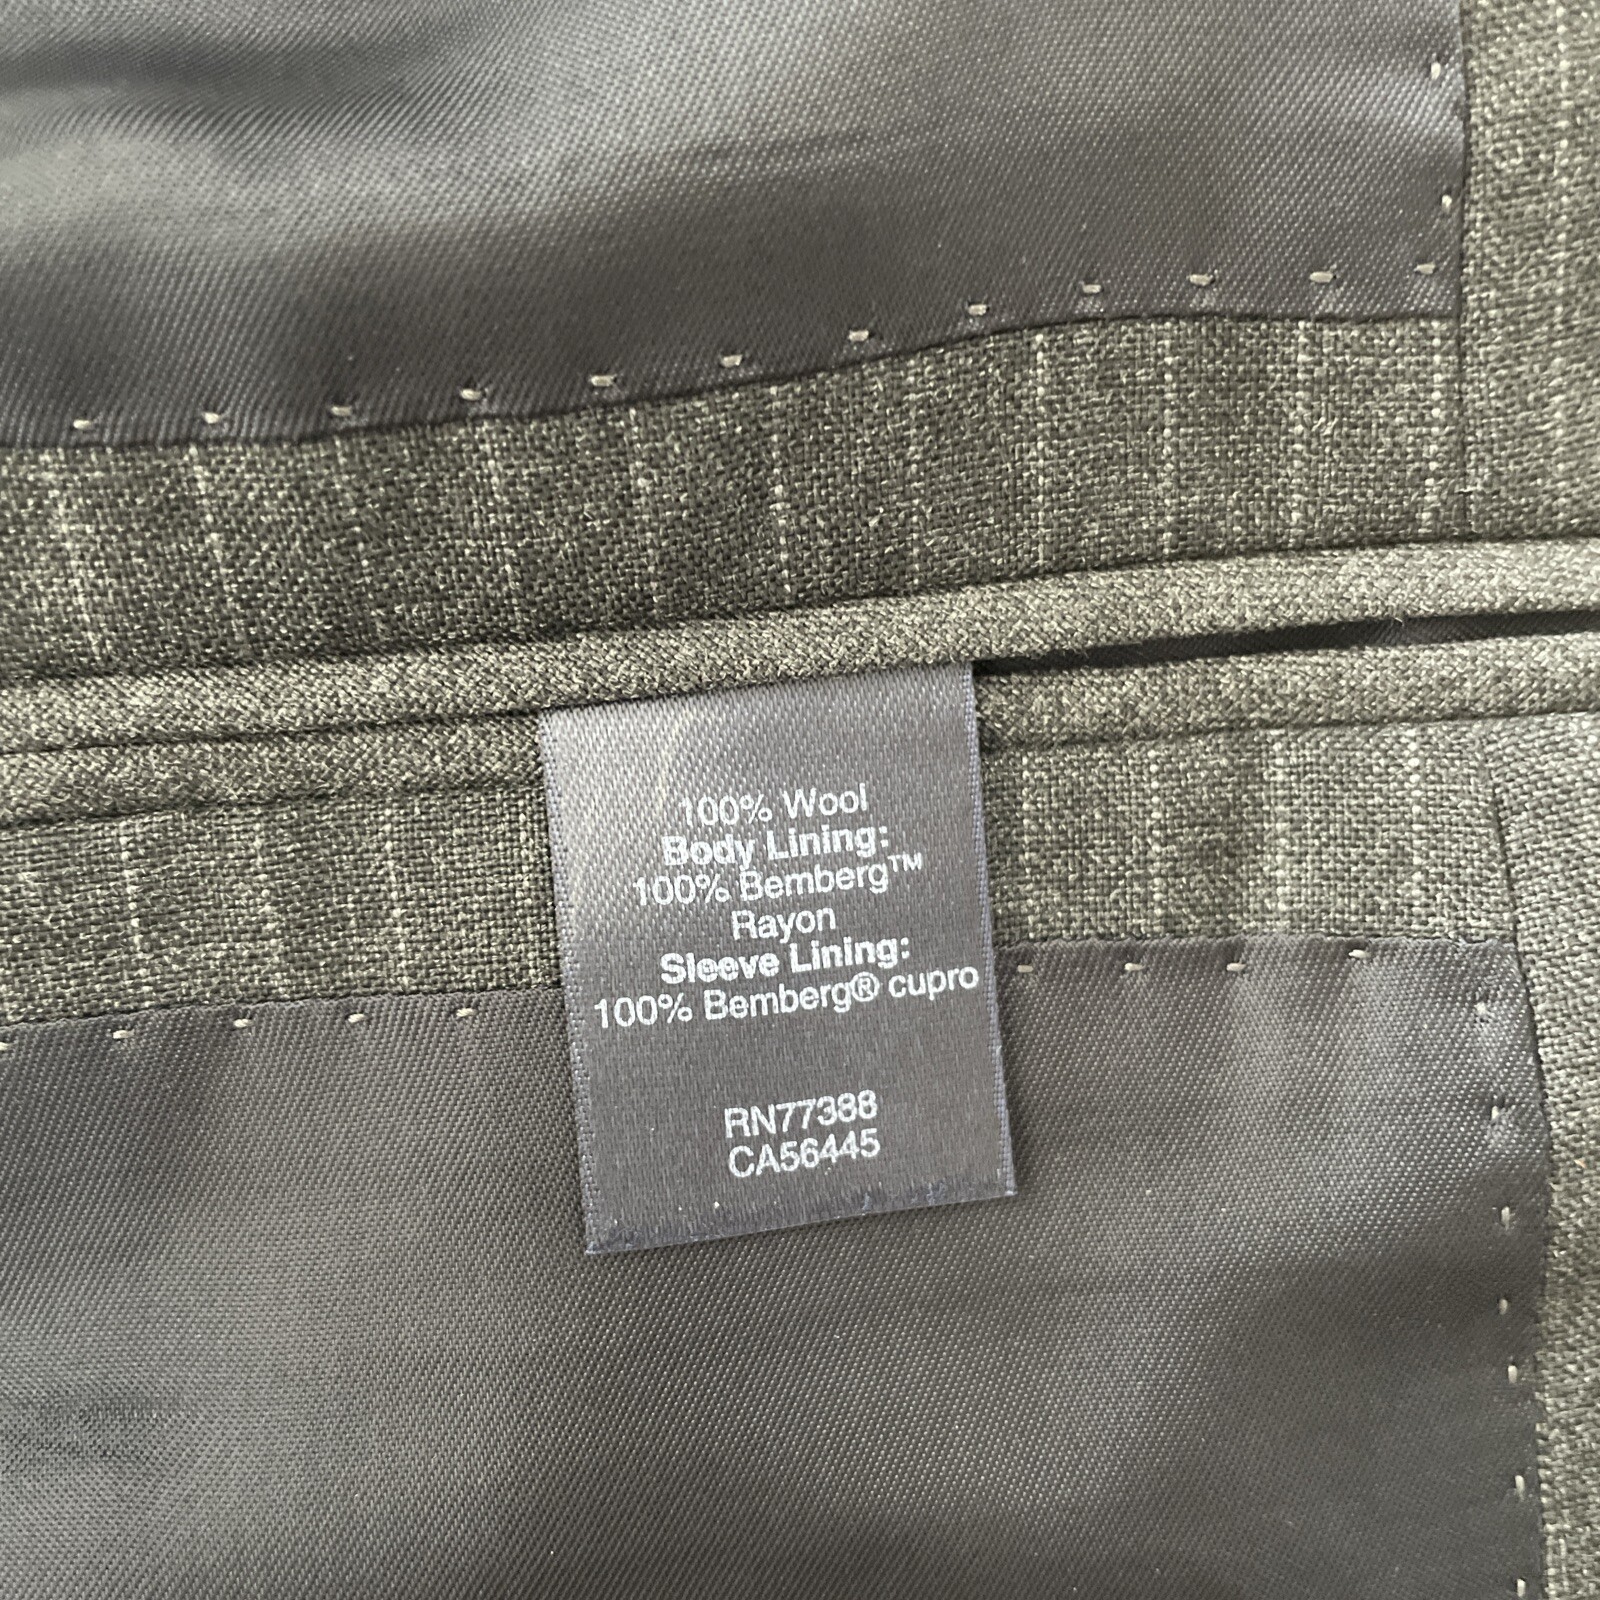 100% Wool
Body Lining:
100% Bemberg™
Rayon
Sleeve Lining:
100% Bemberg® cupro
RN77388
CA56445